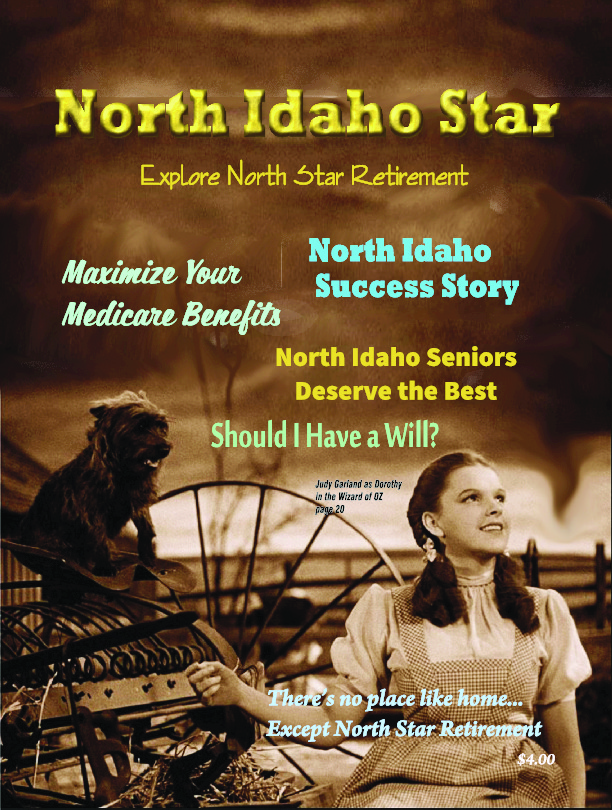 North Idaho Star
Explore North Star Retirement
Maximize Your
Medicare Benefits
North Idaho
Success Story
North Idaho Seniors
Deserve the Best
Should I Have a Will?
Judy Garland as Dorothy
in the Wizard of OZ
page 20
There's no place like home...
Except North Star Retirement
$4.00